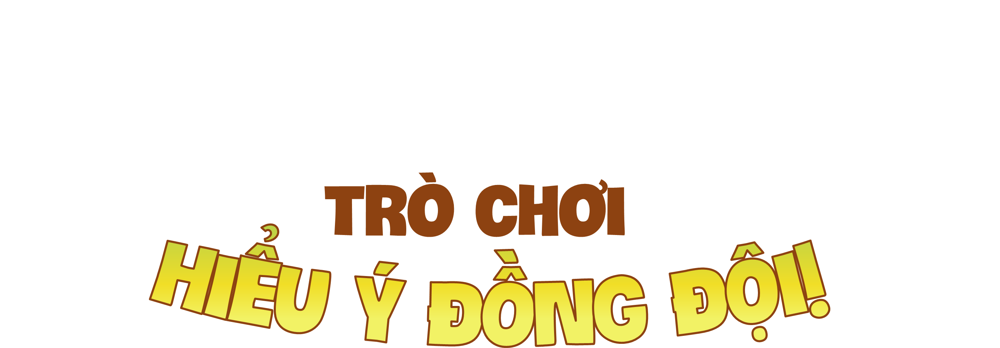 TRÒ CHƠI
HIỂU Ý ĐỒNG ĐỘI!